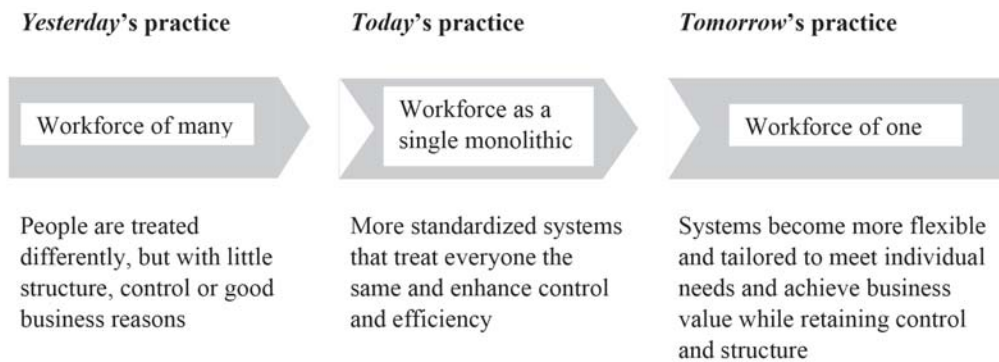 Yesterday's practice
Workforce of many
People are treated
differently, but with little
structure, control or good
business reasons
Today's practice
Workforce as a
single monolithic
More standardized systems
that treat everyone the
same and enhance control
and efficiency
Tomorrow's practice
Workforce of one
Systems become more flexible
and tailored to meet individual
needs and achieve business
value while retaining control
and structure